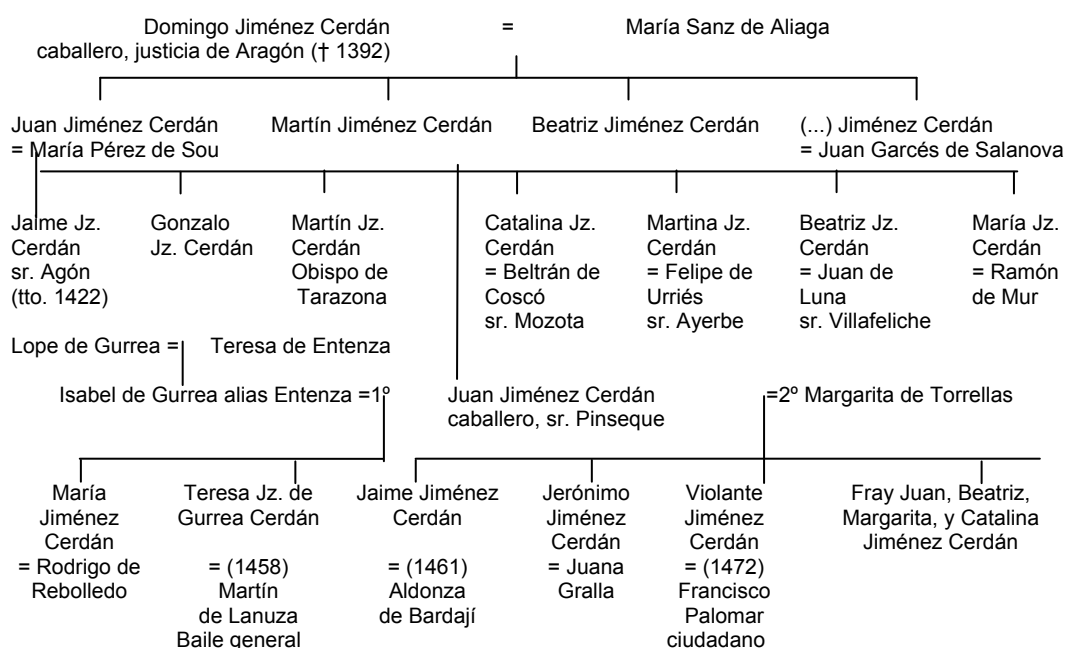 Domingo Jiménez Cerdán = María Sanz de Aliaga
caballero, justicia de Aragón († 1392)
Juan Jiménez Cerdán
= María Pérez de Sou
Martín Jiménez Cerdán
Beatriz Jiménez Cerdán
(...) Jiménez Cerdán
= Juan Garcés de Salanova
Jaime Jz.
Cerdán
sr. Agón
(tto. 1422)
Gonzalo
Jz. Cerdán
Martín Jz.
Cerdán
Obispo de
Tarazona
Catalina Jz.
Cerdán
= Beltrán de
Coscó
sr. Mozota
Martina Jz.
Cerdán
= Felipe de
Urriés
sr. Ayerbe
Beatriz Jz.
Cerdán
= Juan de
Luna
sr. Villafeliche
María Jz.
Cerdán
= Ramón
de Mur
Lope de Gurrea = Teresa de Entenza
Isabel de Gurrea alias Entenza =1º
Juan Jiménez Cerdán
caballero, sr. Pinseque
=2º Margarita de Torrellas
María
Jiménez
Cerdán
= Rodrigo de
Rebolledo
Teresa Jz. de
Gurrea Cerdán
= (1458)
Martín
de Lanuza
Baile general
Jaime Jiménez
Cerdán
= (1461)
Aldonza
de Bardají
Jerónimo
Jiménez
Cerdán
= Juana
Gralla
Violante
Jiménez
Cerdán
= (1472)
Francisco
Palomar
ciudadano
Fray Juan, Beatriz,
Margarita, y Catalina
Jiménez Cerdán